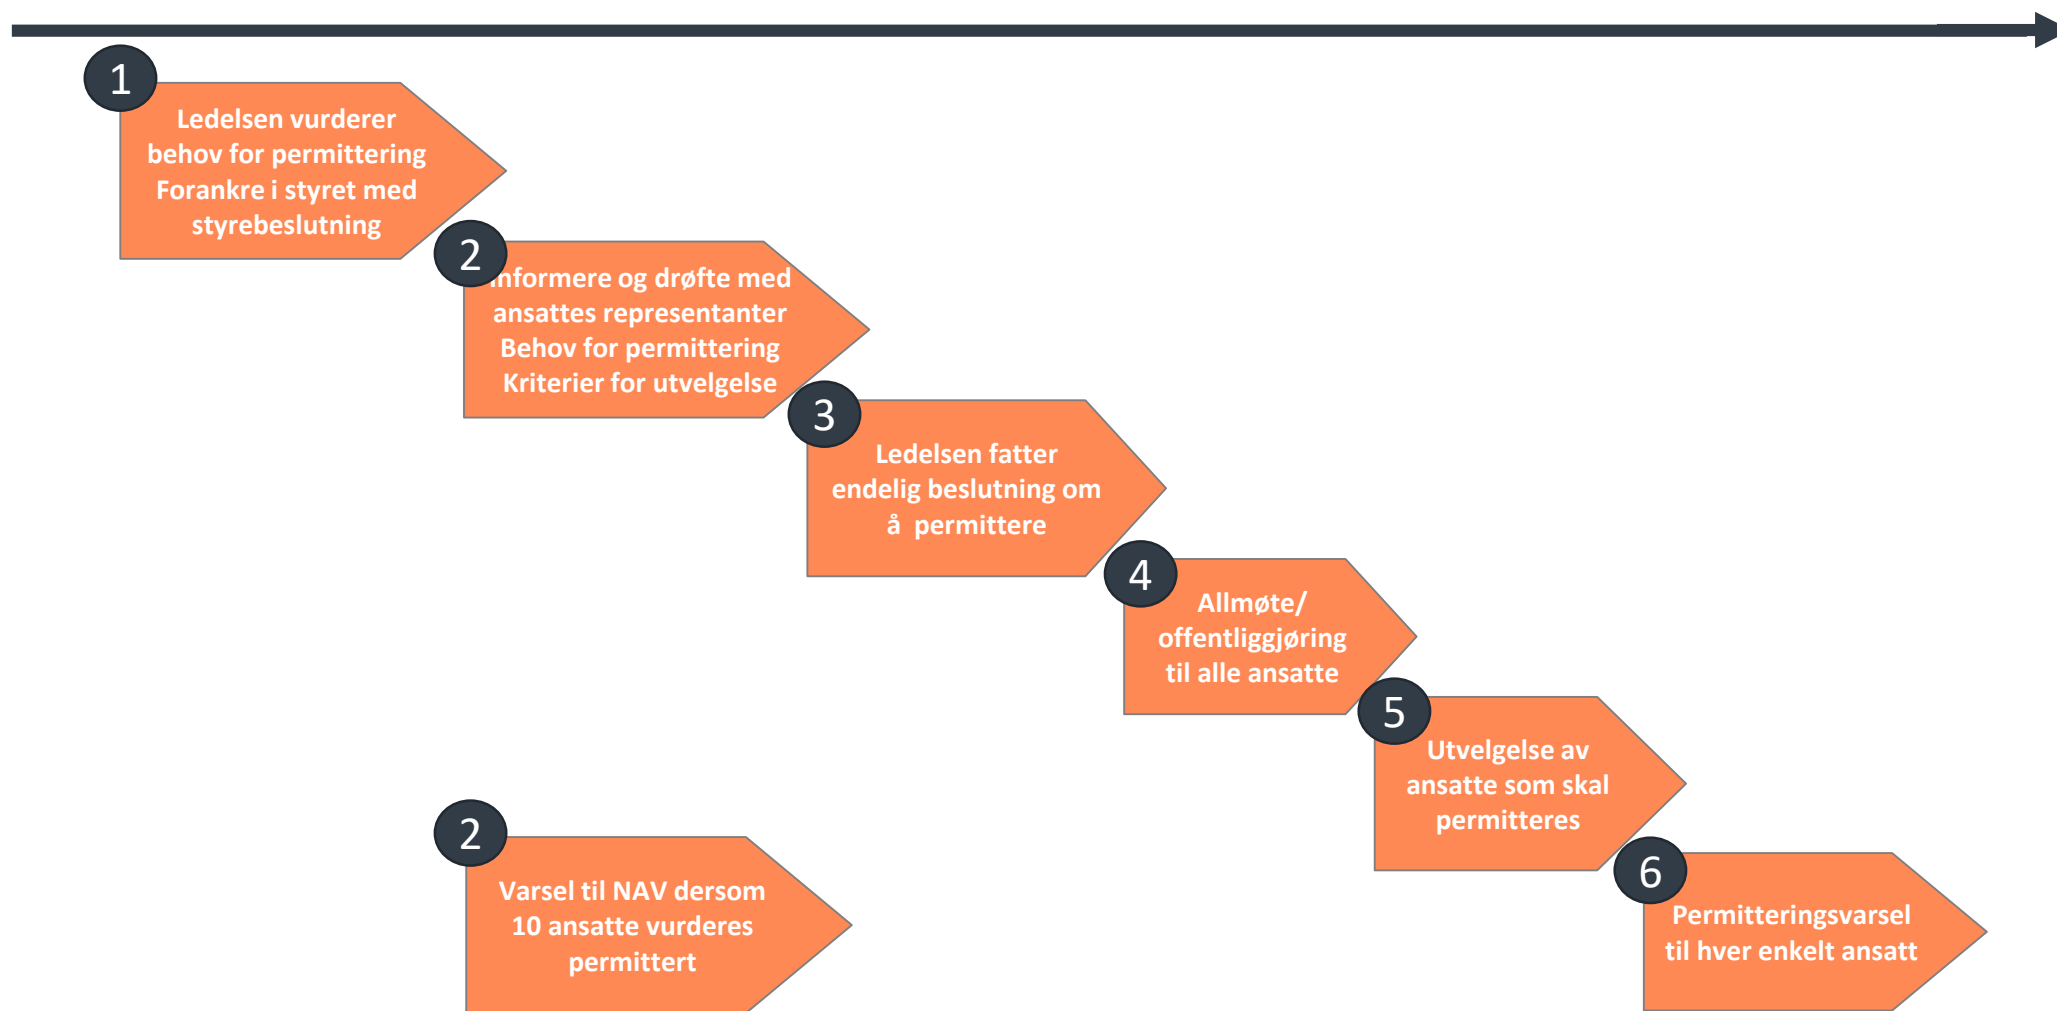 1
Ledelsen vurderer
behov for permittering
Forankre i styret med
styrebeslutning
2
nformere og drøfte med
ansattes representanter
Behov for permittering
Kriterier for utvelgelse
3
Ledelsen fatter
endelig beslutning om
å permittere
4
Allmøte/
offentliggjøring
til alle ansatte
5
Utvelgelse av
ansatte som skal
permitteres
2
Varsel til NAV dersom
10 ansatte vurderes
permittert
6
Permitteringsvarsel
til hver enkelt ansatt